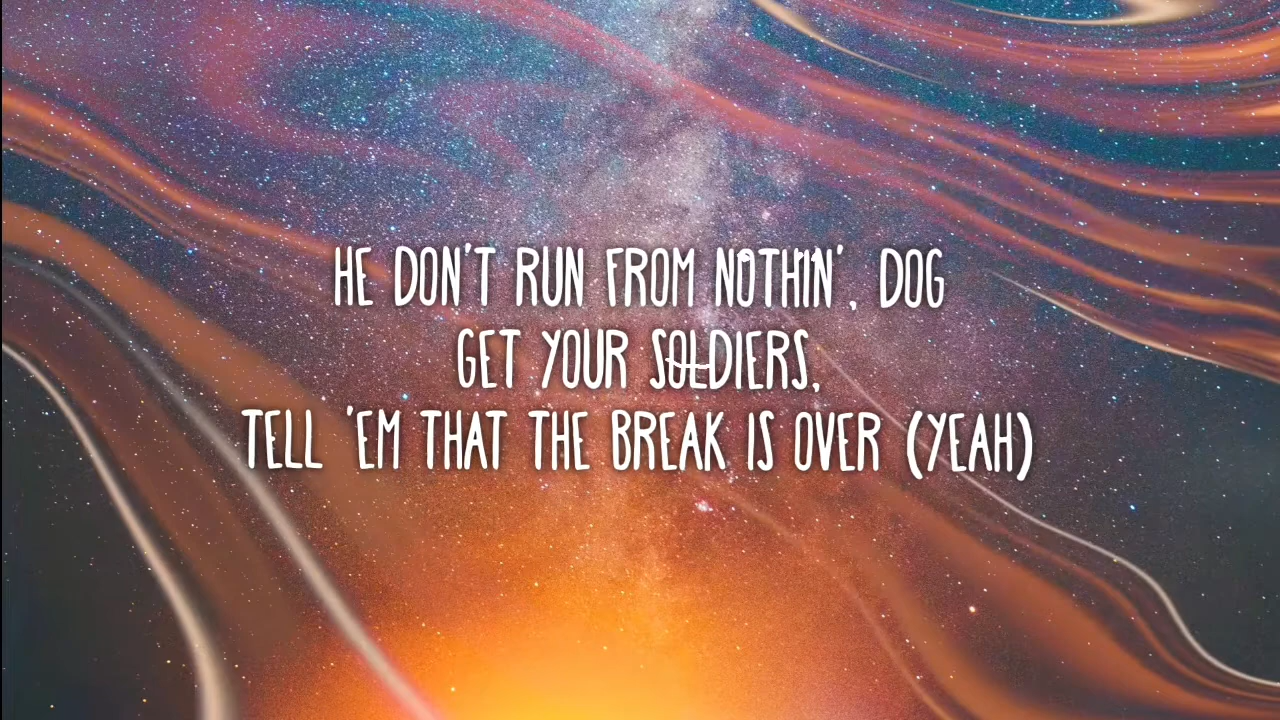 HE DON'T RUN FROM NOTHIN', DOG
GET YOUR SOLDIERS,
TELL 'EM THAT THE BREAK IS OVER (YEAH)